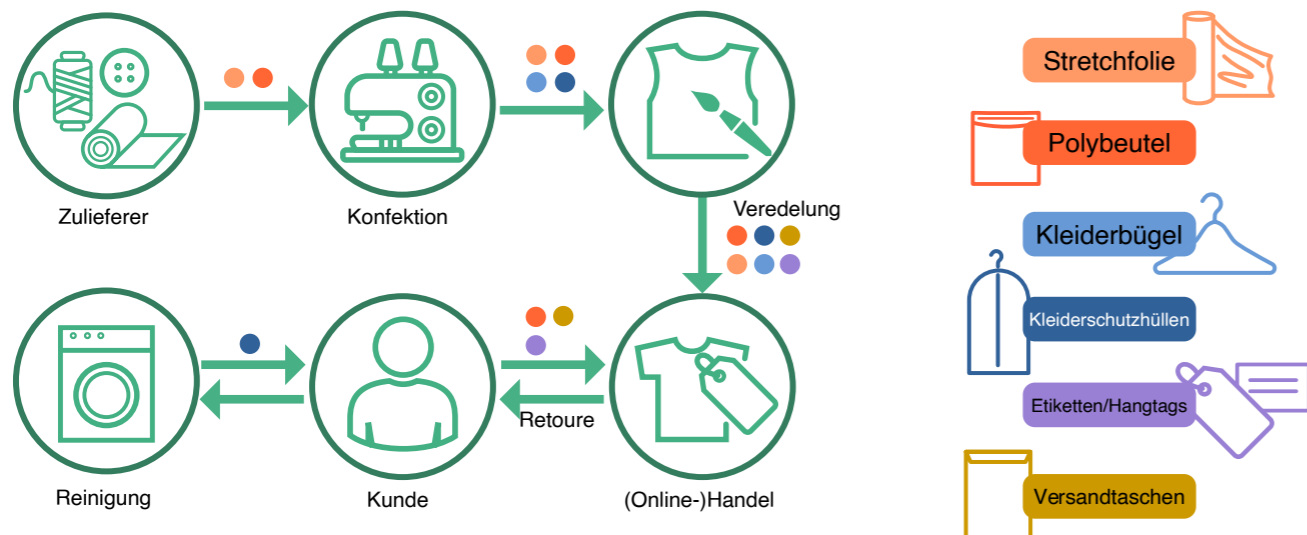 Zulieferer
Konfektion
Veredelung
Reinigung
Kunde
Retoure
(Online-)Handel
Stretchfolie
Polybeutel
Kleiderbügel
Kleiderschutzhüllen
Etiketten/Hangtags
Versandtaschen